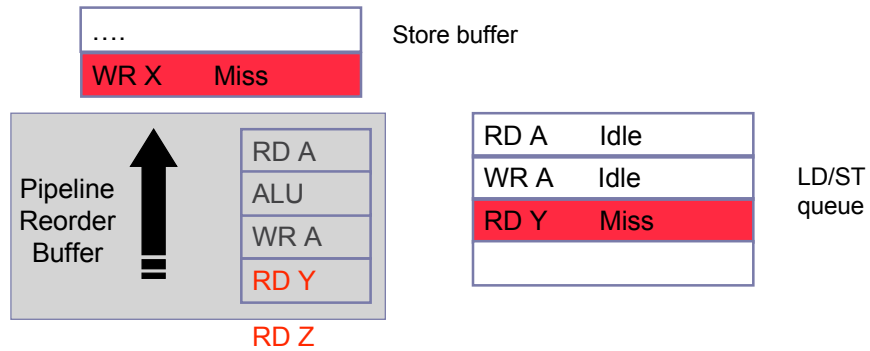 ....
Store buffer
WR X Miss
Pipeline
Reorder
Buffer
RD A
ALU
WR A
RD Y
RD Z
RD A Idle
WR A Idle
RD Y Miss
LD/ST
queue